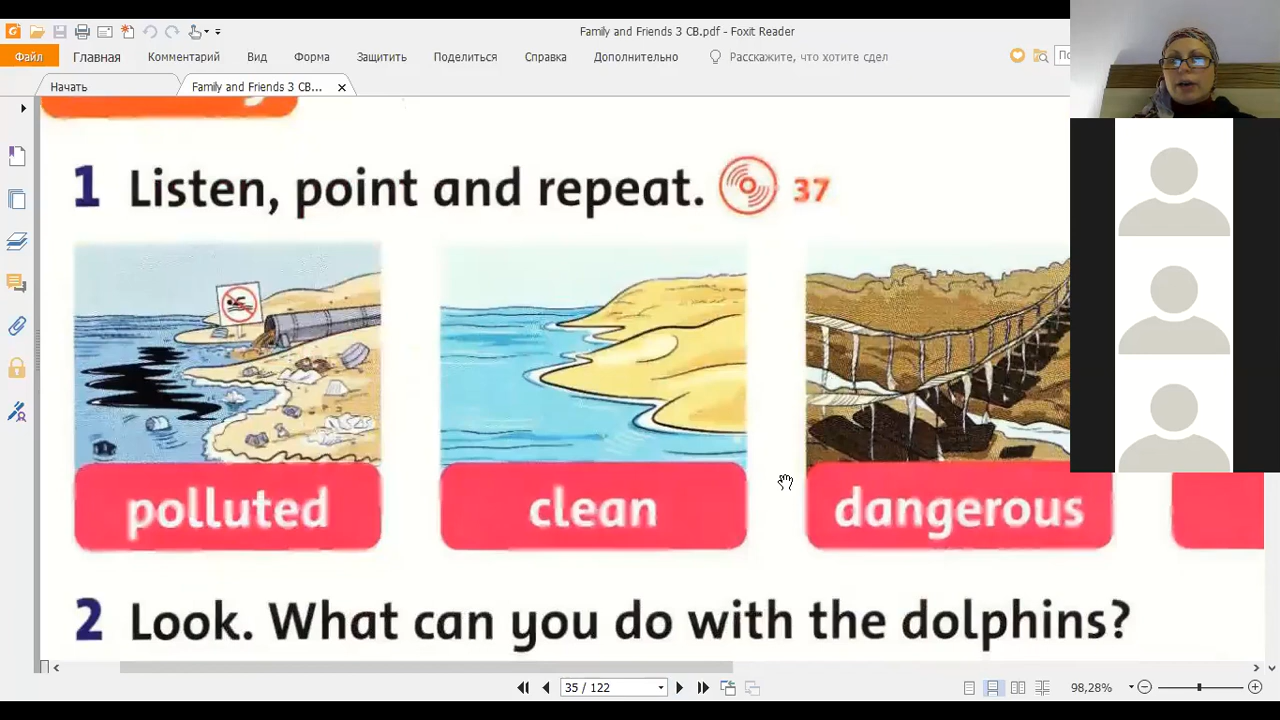 Family and Friends 3 CB.pdf - Foxit Reader
Файл Главная Комментарий Вид Форма Защитить Поделиться Справка Дополнительно Расскажите, что хотите сдел
Начать Family and Friends 3 CB...
1 Listen, point and repeat. 37
polluted clean dangerous
2 Look. What can you do with the dolphins?
35 / 122 98,28%